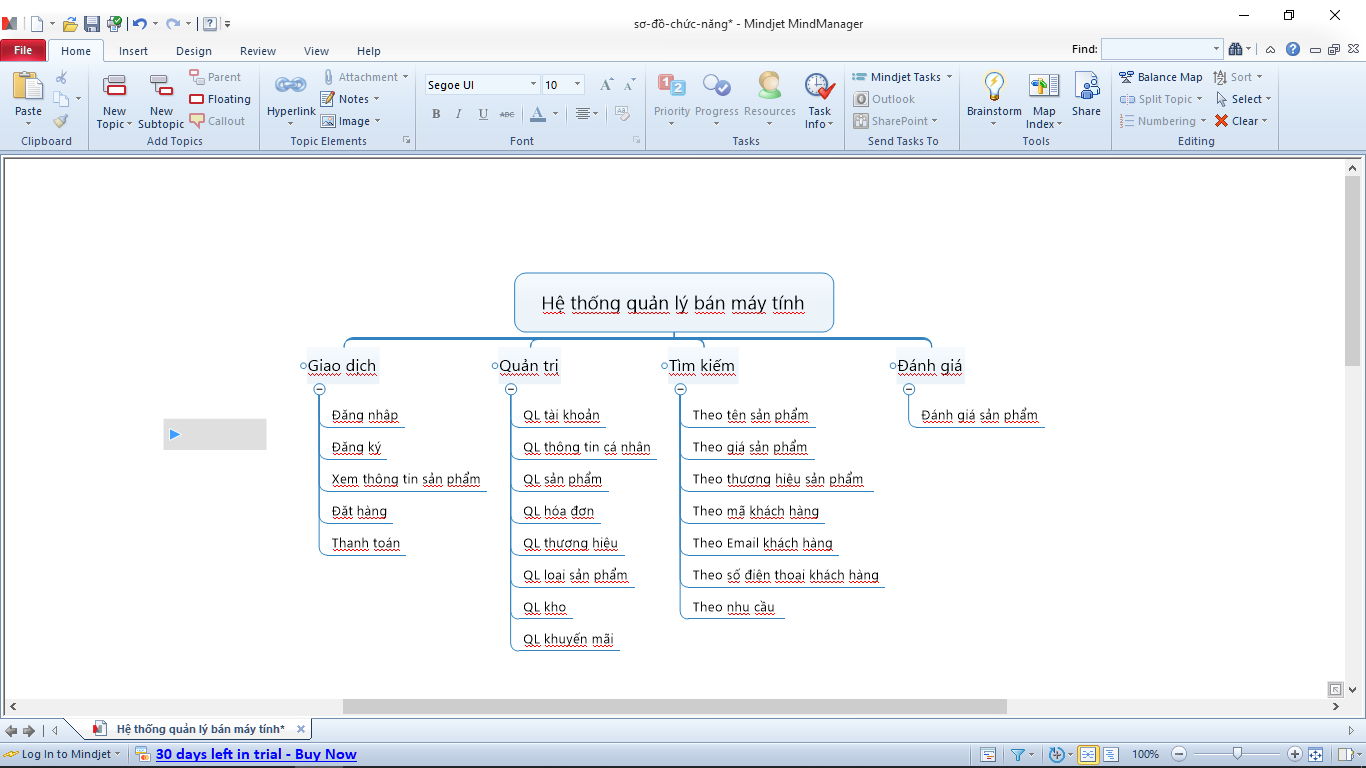 sơ-đồ-chức-năng* - Mindjet MindManager
File Home Insert Design Review View Help Find:
Paste
Clipboard
New Topic
New Subtopic
Parent
Floating
Callout
Add Topics
Hyperlink
Attachment
Notes
Image
Topic Elements
Segoe UI 10
B I U ABC A
Font
Priority
Progress
Resources
Task Info
Tasks
Mindjet Tasks
Outlook
SharePoint
Send Tasks To
Brainstorm
Map Index
Share
Tools
Balance Map
Split Topic
Numbering
Sort
Select
Clear
Editing
Hệ thống quản lý bán máy tính
Giao dịch
Đăng nhập
Đăng ký
Xem thông tin sản phẩm
Đặt hàng
Thanh toán
Quản trị
QL tài khoản
QL thông tin cá nhân
QL sản phẩm
QL hóa đơn
QL thương hiệu
QL loại sản phẩm
QL kho
QL khuyến mãi
Tìm kiếm
Theo tên sản phẩm
Theo giá sản phẩm
Theo thương hiệu sản phẩm
Theo mã khách hàng
Theo Email khách hàng
Theo số điện thoại khách hàng
Theo nhu cầu
Đánh giá
Đánh giá sản phẩm
Hệ thống quản lý bán máy tính*
Log In to Mindjet
30 days left in trial - Buy Now
100%